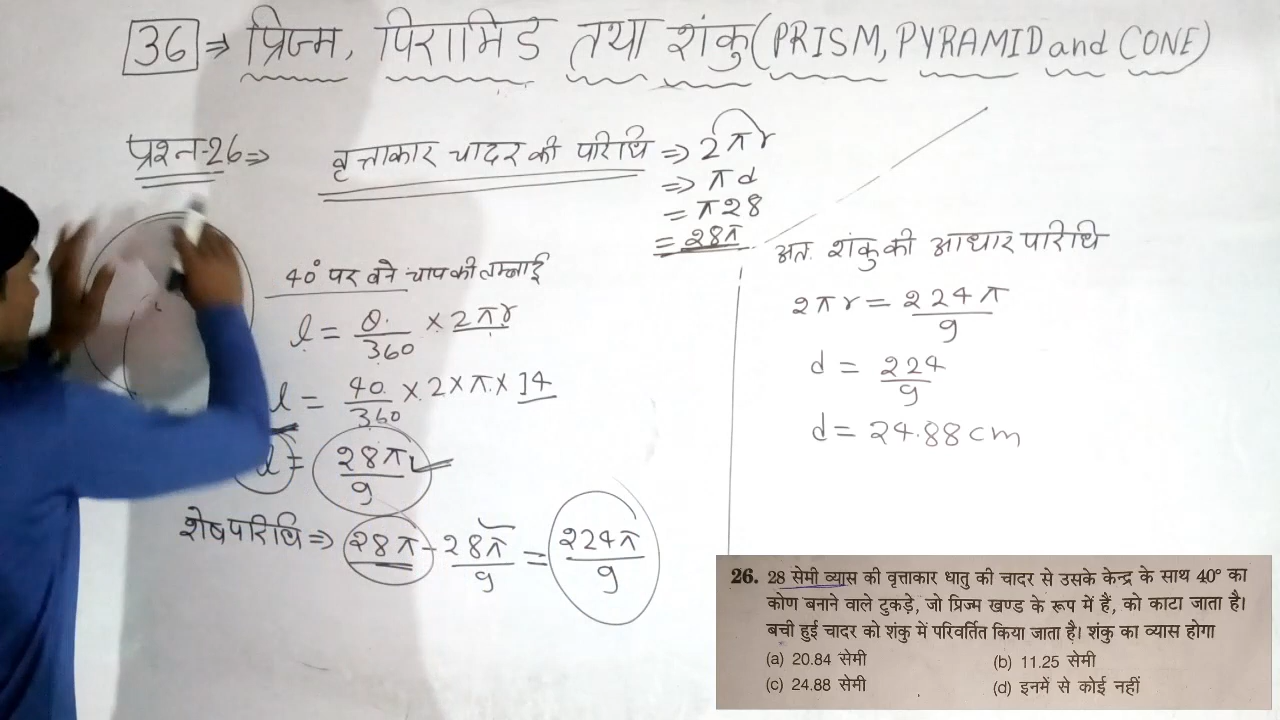 36 ⇒ प्रिज्म, पिरामिड तथा शंकु (PRISM, PYRAMID and CONE)
प्रश्न-26 ⇒ वृत्ताकार चादर की परिधि ⇒ 2πr
⇒ πd
= π28
= 28π
40° पर बने चाप की लम्बाई
l = θ/360 × 2πr
l = 40/360 × 2 × π × 14
l = 28π/9
शेष परिधि ⇒ 28π - 28π/9 = 224π/9
अतः शंकु की आधार परिधि
2πr = 224π/9
d = 224/9
d = 24.88 cm
26. 28 सेमी व्यास की वृत्ताकार धातु की चादर से उसके केन्द्र के साथ 40° का
कोण बनाने वाले टुकड़े, जो प्रिज्म खण्ड के रूप में हैं, को काटा जाता है।
बची हुई चादर को शंकु में परिवर्तित किया जाता है। शंकु का व्यास होगा
(a) 20.84 सेमी (b) 11.25 सेमी
(c) 24.88 सेमी (d) इनमें से कोई नहीं